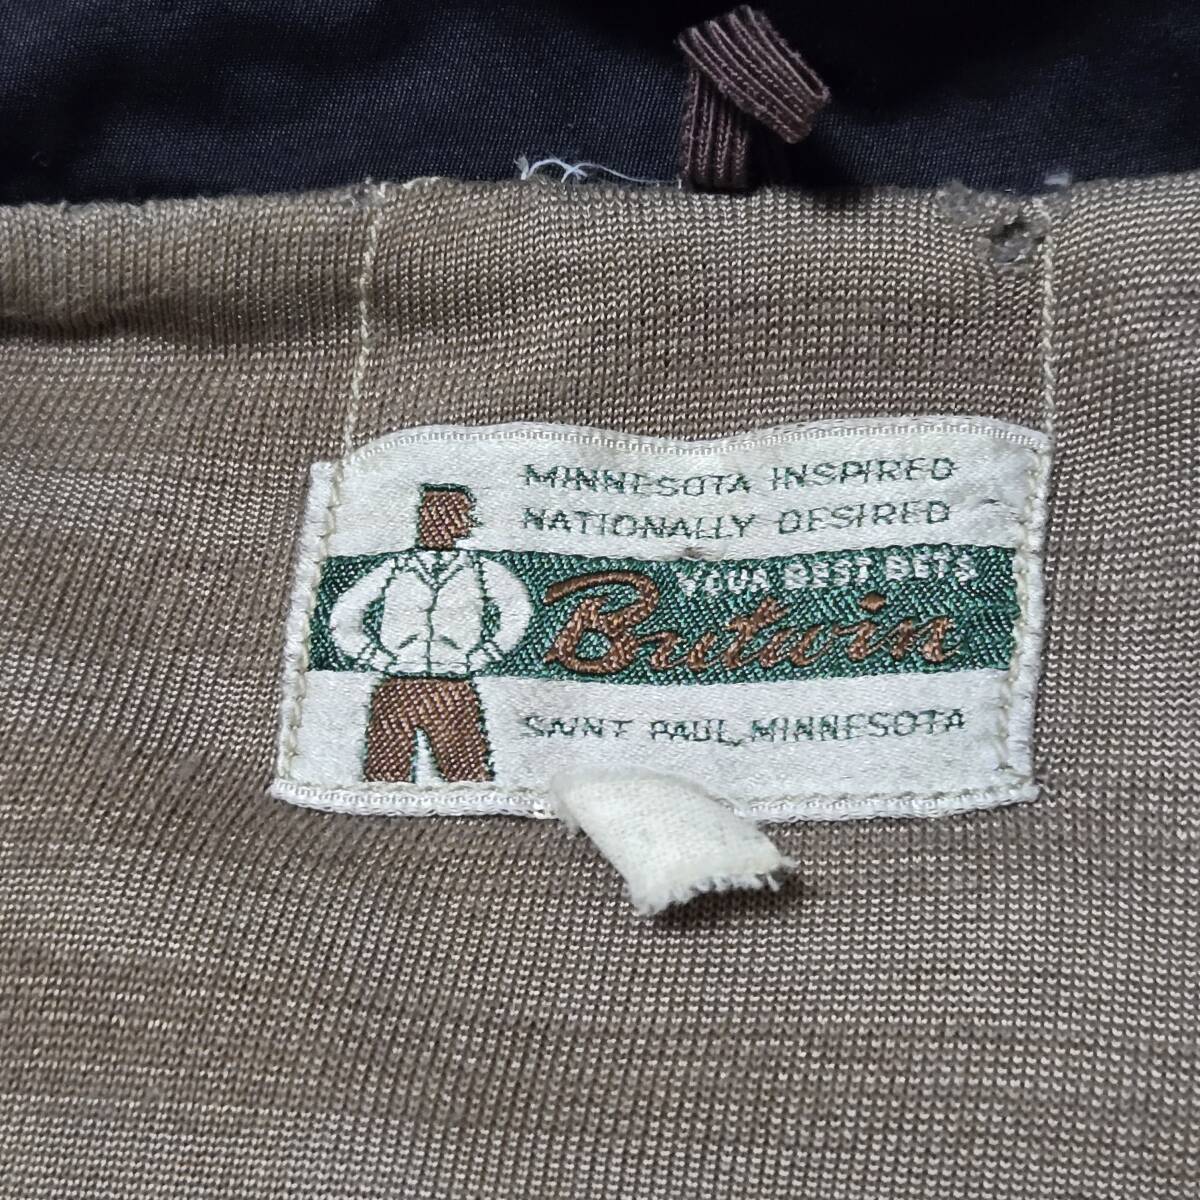 MINNESOTA INSPIRED
NATIONALLY DESIRED
YOUR BEST BETS
Butwin
SAINT PAUL, MINNESOTA